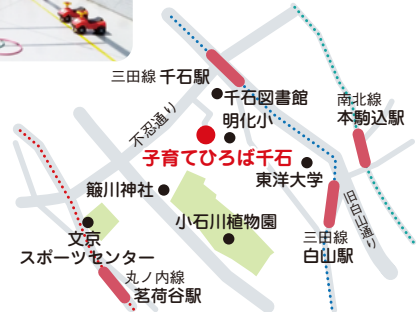 三田線 千石駅
千石図書館
明化小
南北線
本駒込駅
不忍通り
子育てひろば千石
東洋大学
簸川神社
小石川植物園
旧白山通り
三田線
白山駅
文京
スポーツセンター
丸ノ内線
茗荷谷駅